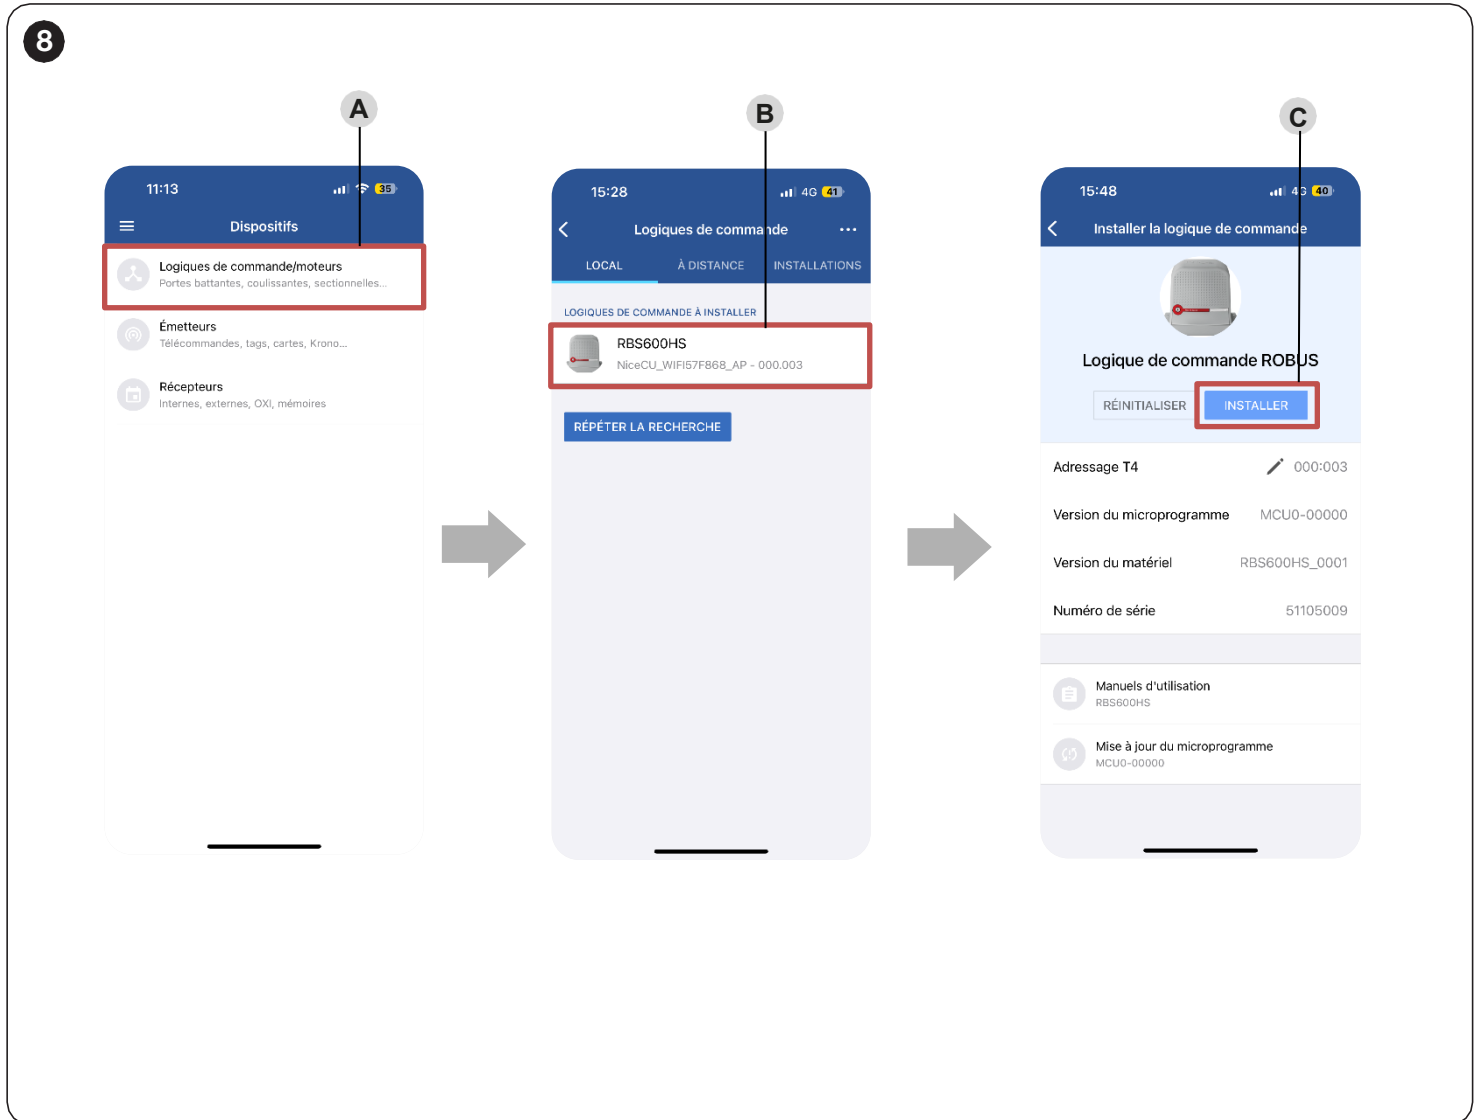 8
A
B
C
11:13
35
Dispositifs
Logiques de commande/moteurs
Portes battantes, coulissantes, sectionnelles...
Émetteurs
Télécommandes, tags, cartes, Krono...
Récepteurs
Internes, externes, OXI, mémoires
15:28
4G 41
Logiques de commande
LOCAL À DISTANCE INSTALLATIONS
LOGIQUES DE COMMANDE À INSTALLER
RBS600HS
NiceCU_WIFI57F868_AP - 000.003
RÉPÉTER LA RECHERCHE
15:48
4G 40
Installer la logique de commande
Logique de commande ROBUS
RÉINITIALISER INSTALLER
Adressage T4 000:003
Version du microprogramme MCU0-00000
Version du matériel RBS600HS_0001
Numéro de série 51105009
Manuels d'utilisation
RBS600HS
Mise à jour du microprogramme
MCU0-00000